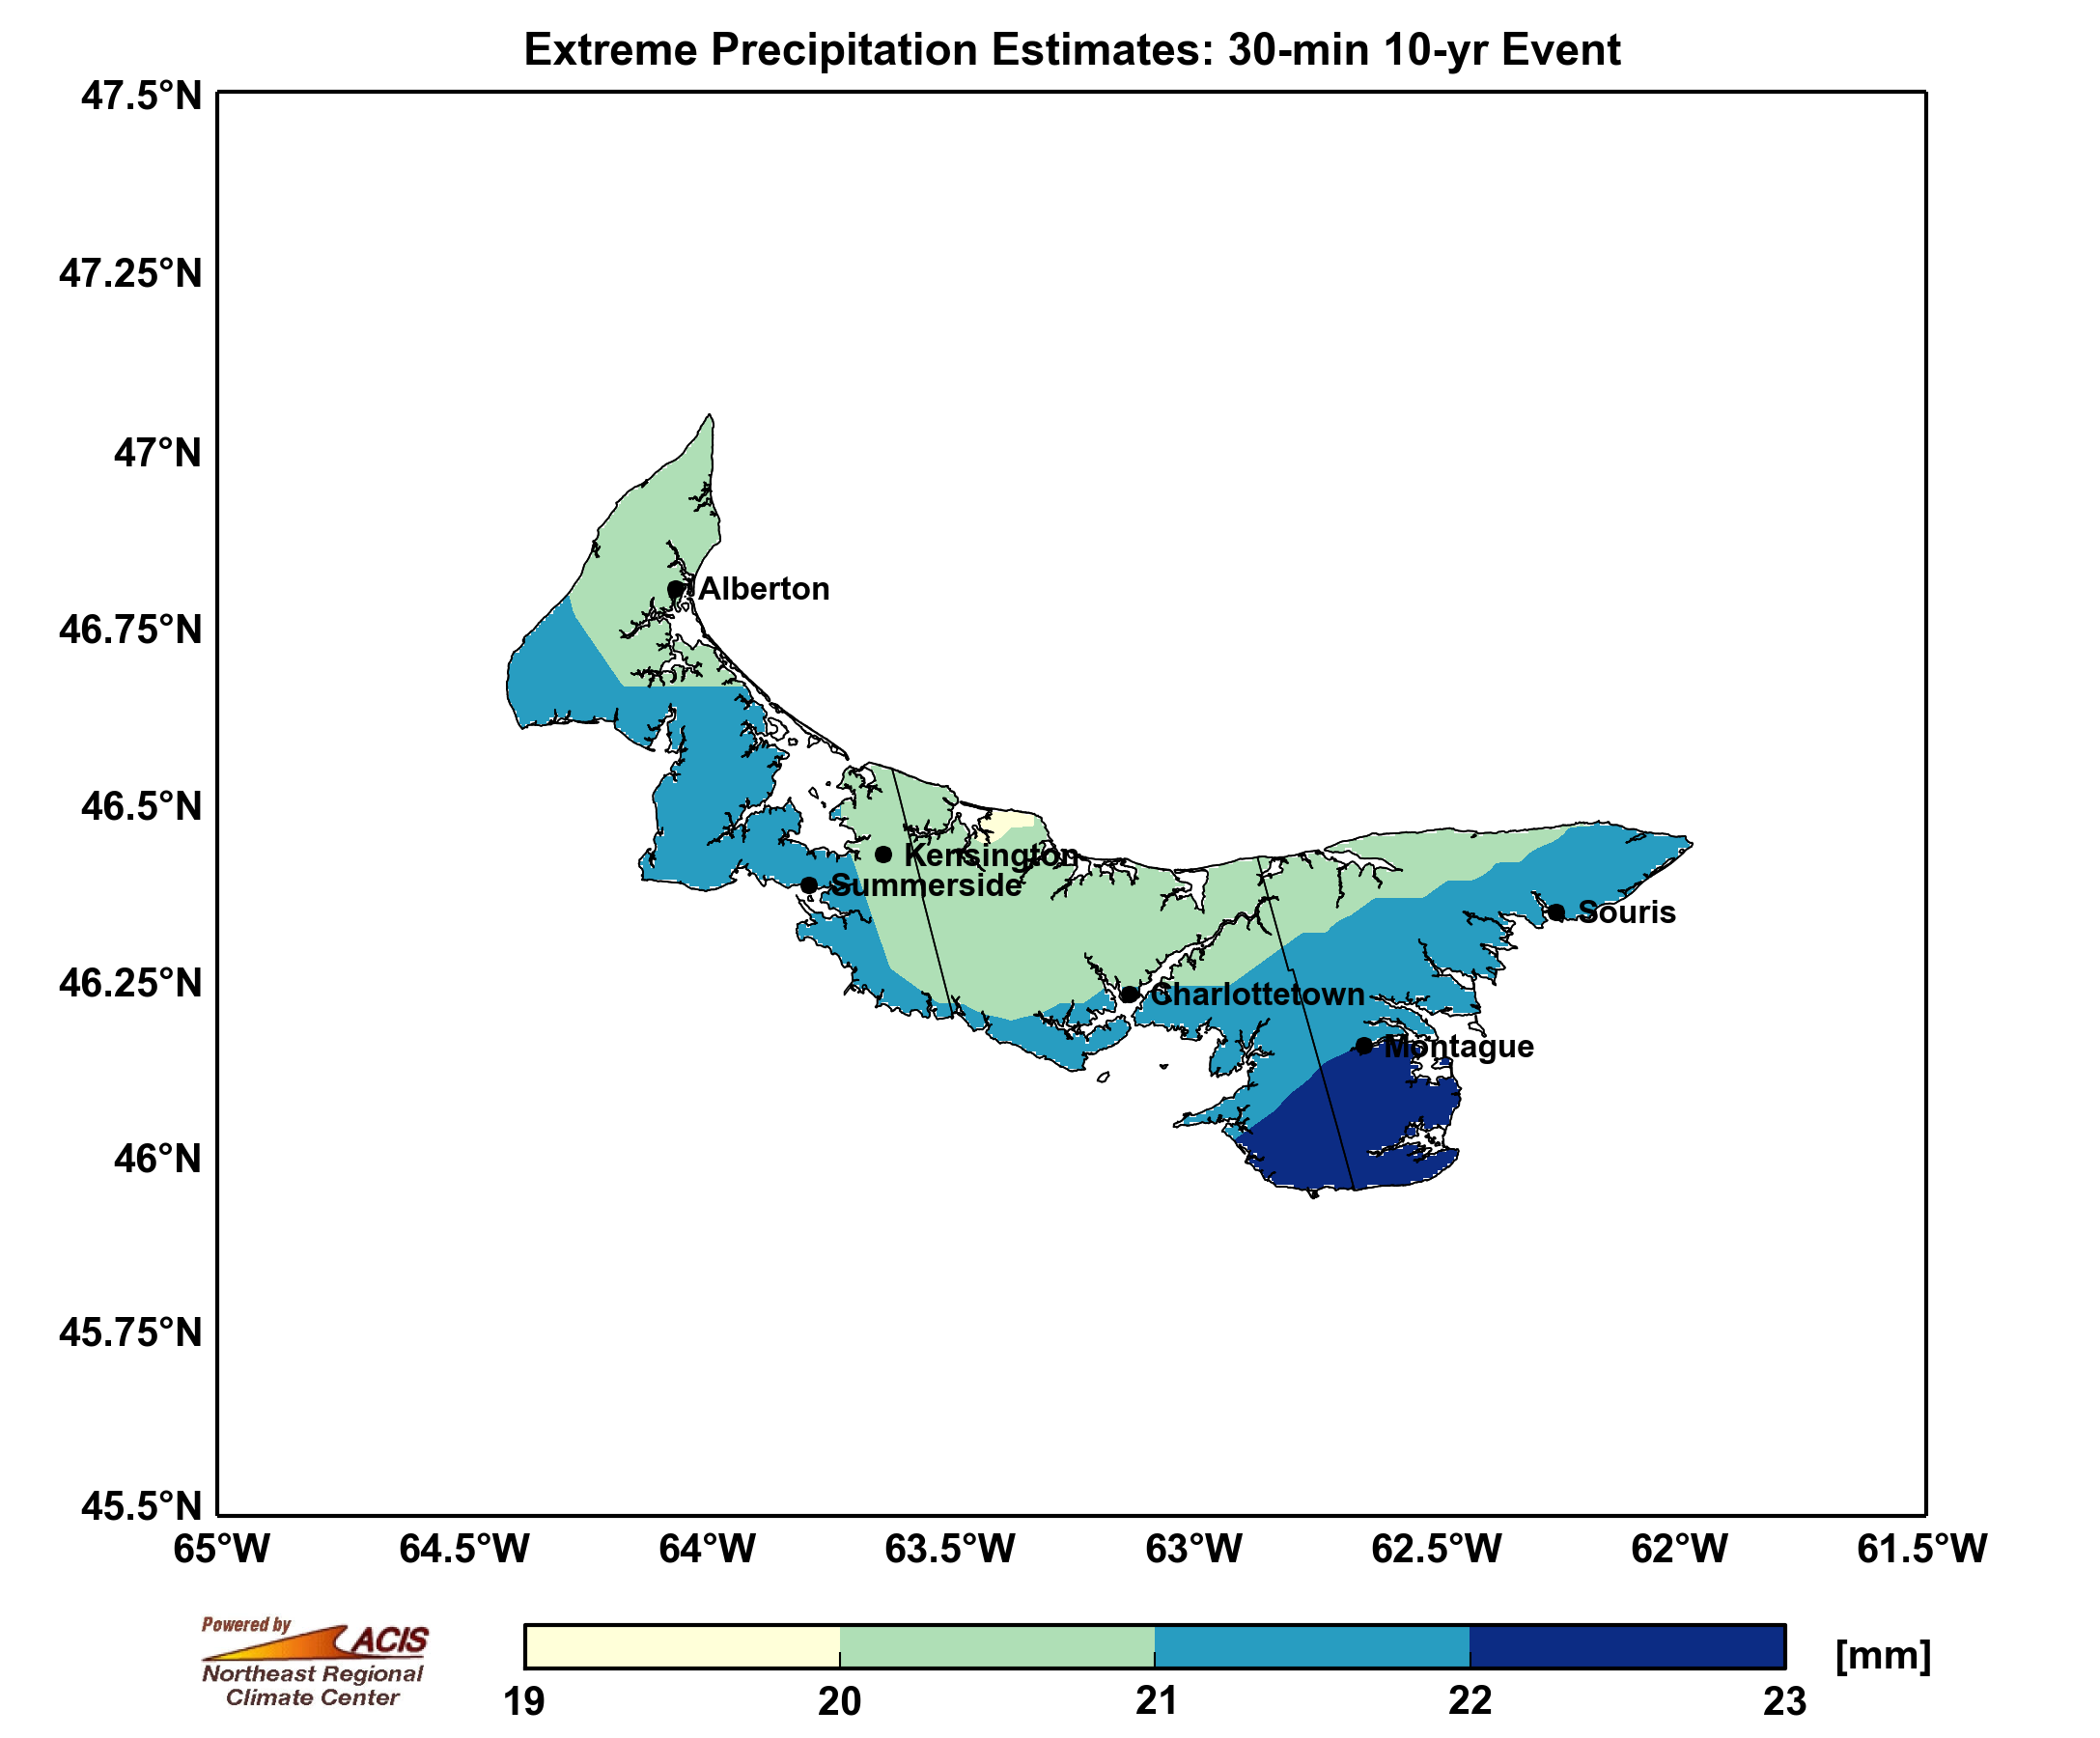 Extreme Precipitation Estimates: 30-min 10-yr Event
47.5°N
47.25°N
47°N
46.75°N
46.5°N
46.25°N
46°N
45.75°N
45.5°N
Alberton
Kensington
Summerside
Souris
Charlottetown
Montague
65°W 64.5°W 64°W 63.5°W 63°W 62.5°W 62°W 61.5°W
Powered by
ACIS
Northeast Regional
Climate Center
[mm]
19 20 21 22 23